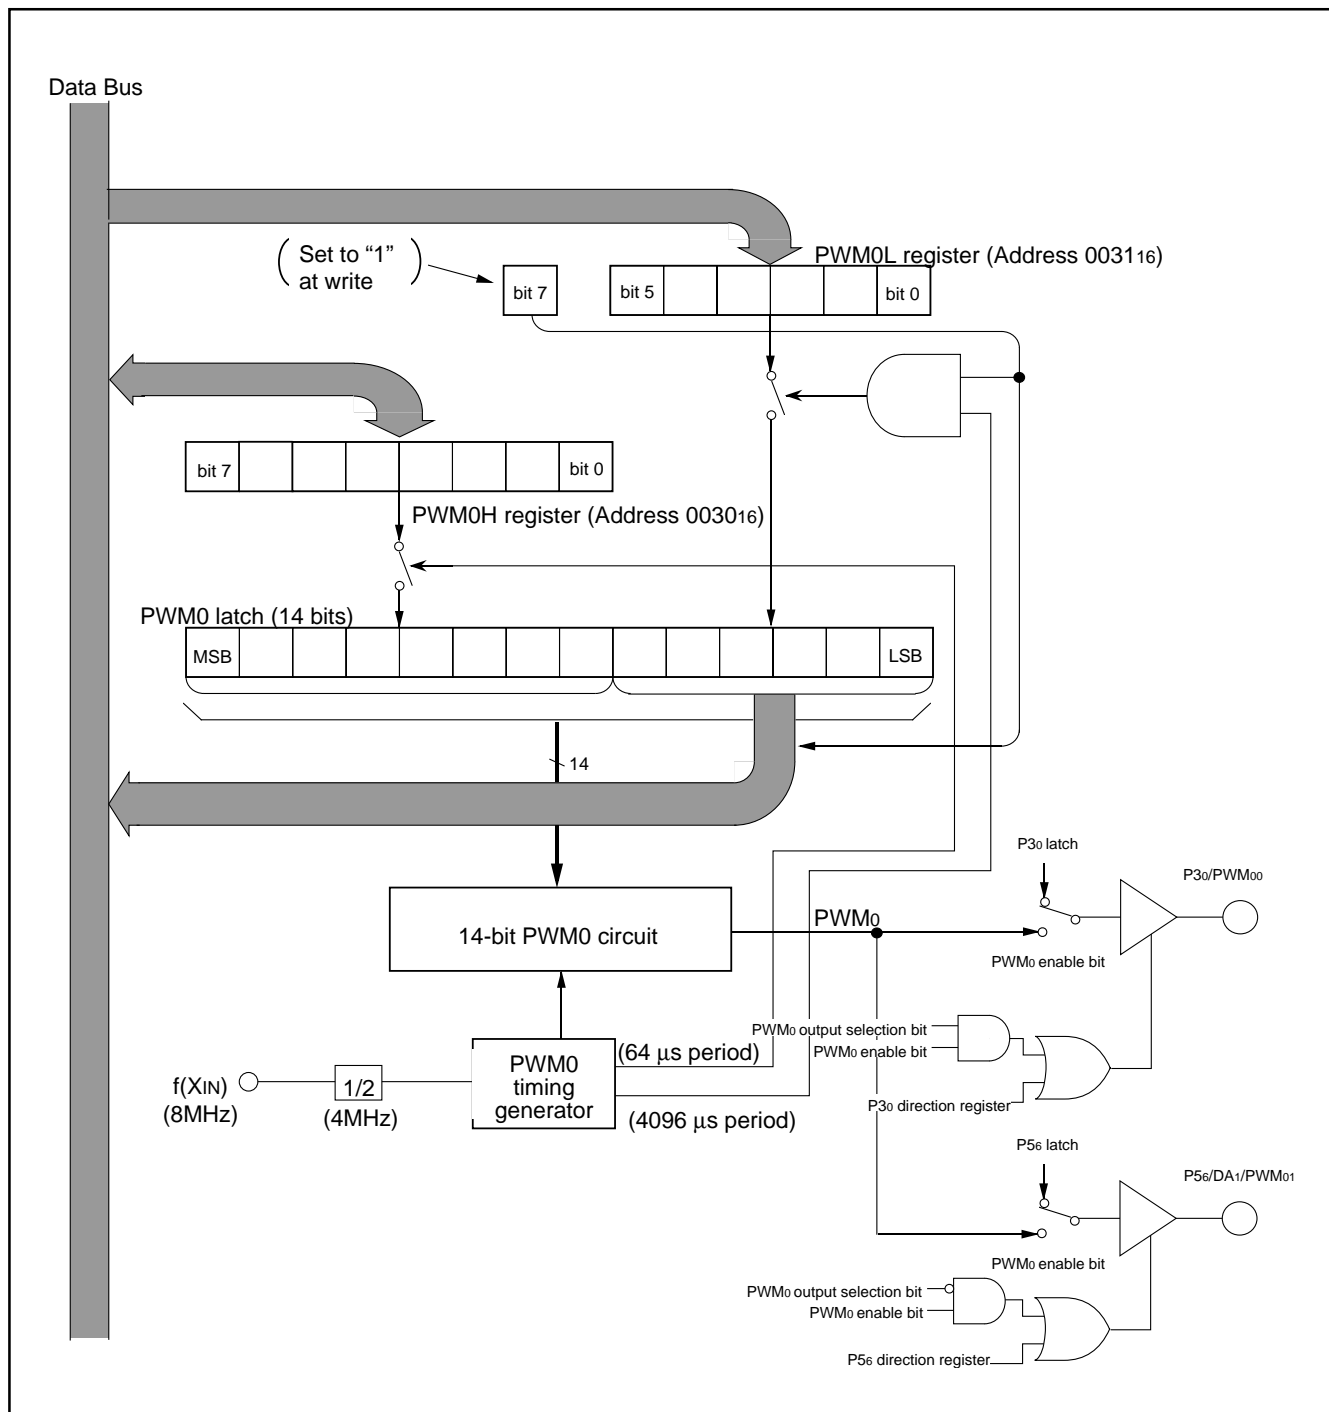 Data Bus
Set to “1”
at write
PWM0L register (Address 003116)
bit 7
bit 5
bit 0
bit 7
bit 0
PWM0H register (Address 003016)
PWM0 latch (14 bits)
MSB
LSB
14
P30 latch
P30/PWM00
14-bit PWM0 circuit
PWM0
PWM0 enable bit
PWM0 output selection bit
PWM0 enable bit
P30 direction register
f(XIN)
(8MHz)
1/2
(4MHz)
PWM0
timing
generator
(64 µs period)
(4096 µs period)
P56 latch
P56/DA1/PWM01
PWM0 enable bit
PWM0 output selection bit
PWM0 enable bit
P56 direction register